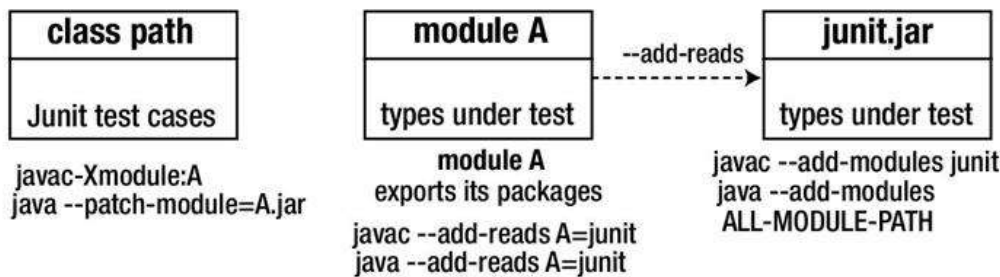 class path
Junit test cases
javac-Xmodule:A
java --patch-module=A.jar
module A
types under test
module A
exports its packages
javac --add-reads A=junit
java --add-reads A=junit
--add-reads
junit.jar
types under test
javac --add-modules junit
java --add-modules
ALL-MODULE-PATH